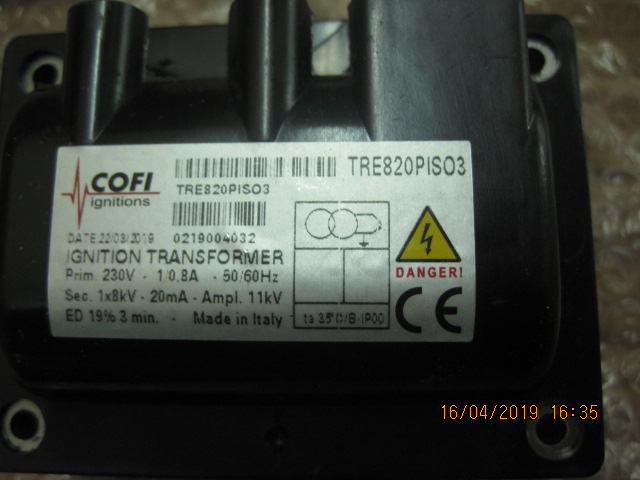 COFI
ignitions
TRE820PISO3
TRE820PISO3
DATE.22/03/2019 0219004032
IGNITION TRANSFORMER
Prim. 230V - 1/0.8A - 50/60Hz
Sec. 1x8kV - 20mA - Ampl. 11kV
ED 19% 3 min. - Made in Italy
ta 35°C/B-IP00
DANGER!
CE
16/04/2019 16:35